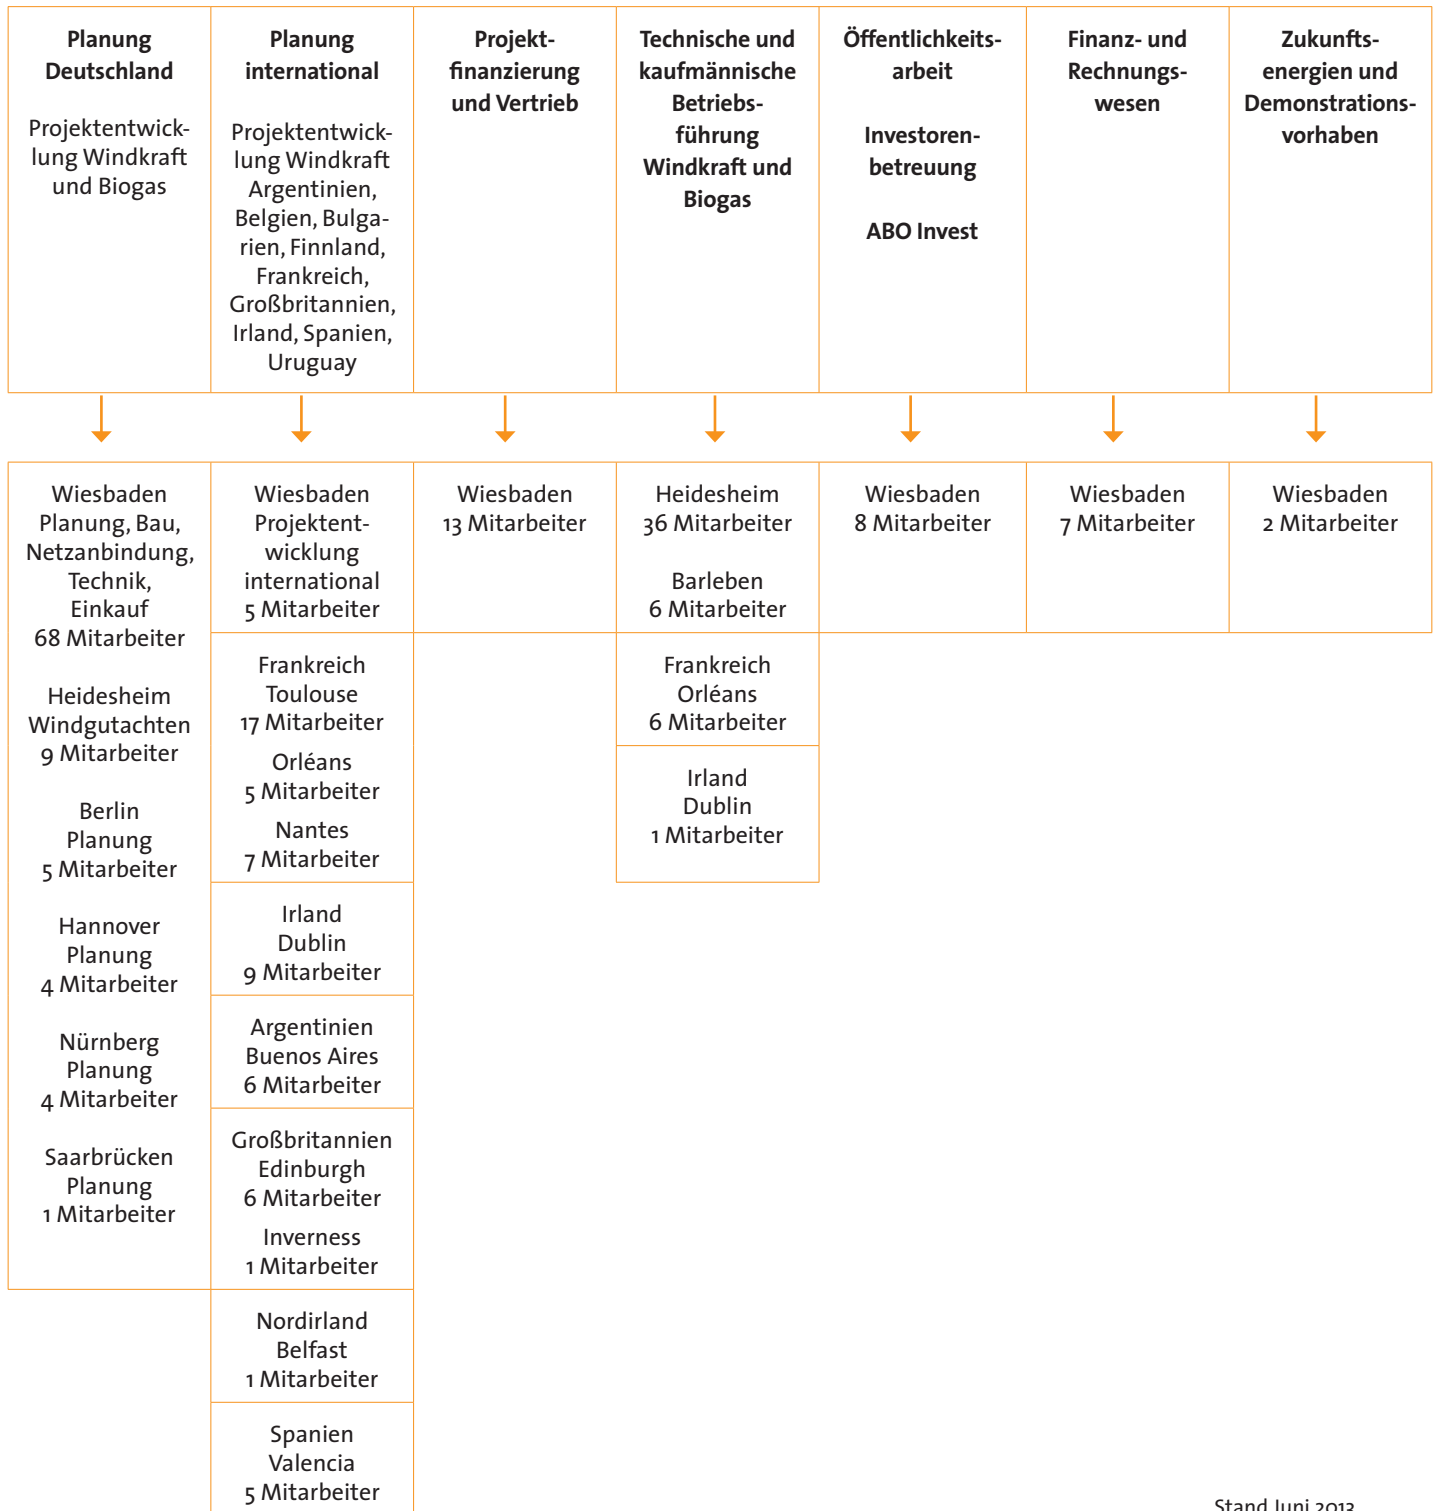 Planung
Deutschland
Projektentwick-
lung Windkraft
und Biogas
Planung
international
Projektentwick-
lung Windkraft
Argentinien,
Belgien, Bulga-
rien, Finnland,
Frankreich,
Großbritannien,
Irland, Spanien,
Uruguay
Projekt-
finanzierung
und Vertrieb
Technische und
kaufmännische
Betriebs-
führung
Windkraft und
Biogas
Öffentlichkeits-
arbeit
Investoren-
betreuung
ABO Invest
Finanz- und
Rechnungs-
wesen
Zukunfts-
energien und
Demonstrations-
vorhaben
Wiesbaden
Planung, Bau,
Netzanbindung,
Technik,
Einkauf
68 Mitarbeiter
Heidesheim
Windgutachten
9 Mitarbeiter
Berlin
Planung
5 Mitarbeiter
Hannover
Planung
4 Mitarbeiter
Nürnberg
Planung
4 Mitarbeiter
Saarbrücken
Planung
1 Mitarbeiter
Wiesbaden
Projektent-
wicklung
international
5 Mitarbeiter
Frankreich
Toulouse
17 Mitarbeiter
Orléans
5 Mitarbeiter
Nantes
7 Mitarbeiter
Irland
Dublin
9 Mitarbeiter
Argentinien
Buenos Aires
6 Mitarbeiter
Großbritannien
Edinburgh
6 Mitarbeiter
Inverness
1 Mitarbeiter
Nordirland
Belfast
1 Mitarbeiter
Spanien
Valencia
5 Mitarbeiter
Wiesbaden
13 Mitarbeiter
Heidesheim
36 Mitarbeiter
Barleben
6 Mitarbeiter
Frankreich
Orléans
6 Mitarbeiter
Irland
Dublin
1 Mitarbeiter
Wiesbaden
8 Mitarbeiter
Wiesbaden
7 Mitarbeiter
Wiesbaden
2 Mitarbeiter
Stand Juni 2013